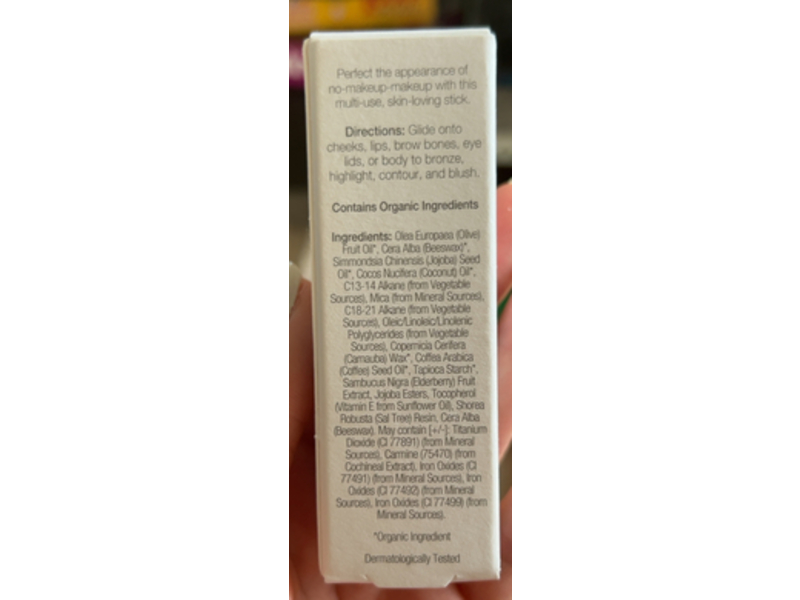 Perfect the appearance of
no-makeup-makeup with this
multi-use, skin-loving stick.
Directions: Glide onto
cheeks, lips, brow bones, eye
lids, or body to bronze,
highlight, contour, and blush.
Contains Organic Ingredients
Ingredients: Olea Europaea (Olive)
Fruit Oil*, Cera Alba (Beeswax)*,
Simmondsia Chinensis (Jojoba) Seed
Oil*, Cocos Nucifera (Coconut) Oil*,
C13-14 Alkane (from Vegetable
Sources), Mica (from Mineral Sources),
C18-21 Alkane (from Vegetable
Sources), Oleic/Linoleic/Linolenic
Polyglycerides (from Vegetable
Sources), Copernicia Cerifera
(Carnauba) Wax*, Coffea Arabica
(Coffee) Seed Oil*, Tapioca Starch*,
Sambucus Nigra (Elderberry) Fruit
Extract, Jojoba Esters, Tocopherol
(Vitamin E from Sunflower Oil), Shorea
Robusta (Sal Tree) Resin, Cera Alba
(Beeswax). May contain [+/-]: Titanium
Dioxide (CI 77891) (from Mineral
Sources), Carmine (75470) (from
Cochineal Extract), Iron Oxides (CI
77491) (from Mineral Sources), Iron
Oxides (CI 77492) (from Mineral
Sources), Iron Oxides (CI 77499) (from
Mineral Sources).
*Organic Ingredient
Dermatologically Tested